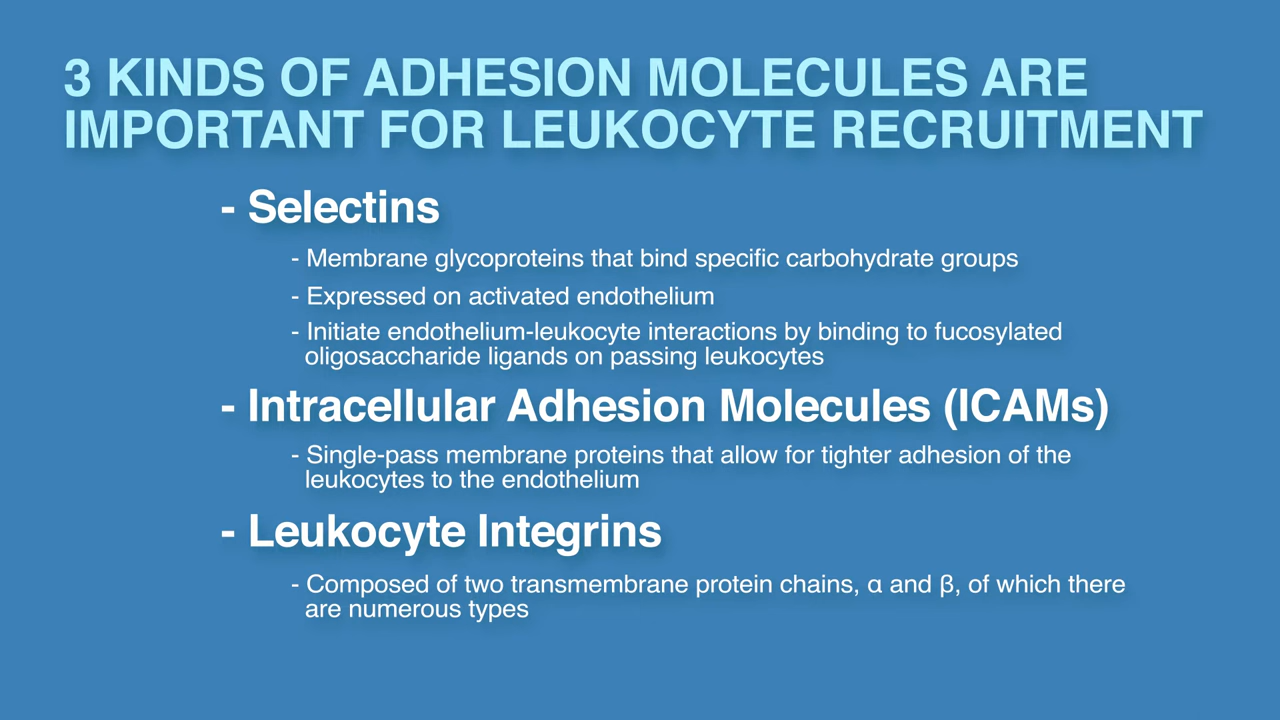 3 KINDS OF ADHESION MOLECULES ARE
IMPORTANT FOR LEUKOCYTE RECRUITMENT
- Selectins
- Membrane glycoproteins that bind specific carbohydrate groups
- Expressed on activated endothelium
- Initiate endothelium-leukocyte interactions by binding to fucosylated
oligosaccharide ligands on passing leukocytes
- Intracellular Adhesion Molecules (ICAMs)
- Single-pass membrane proteins that allow for tighter adhesion of the
leukocytes to the endothelium
- Leukocyte Integrins
- Composed of two transmembrane protein chains, α and β, of which there
are numerous types